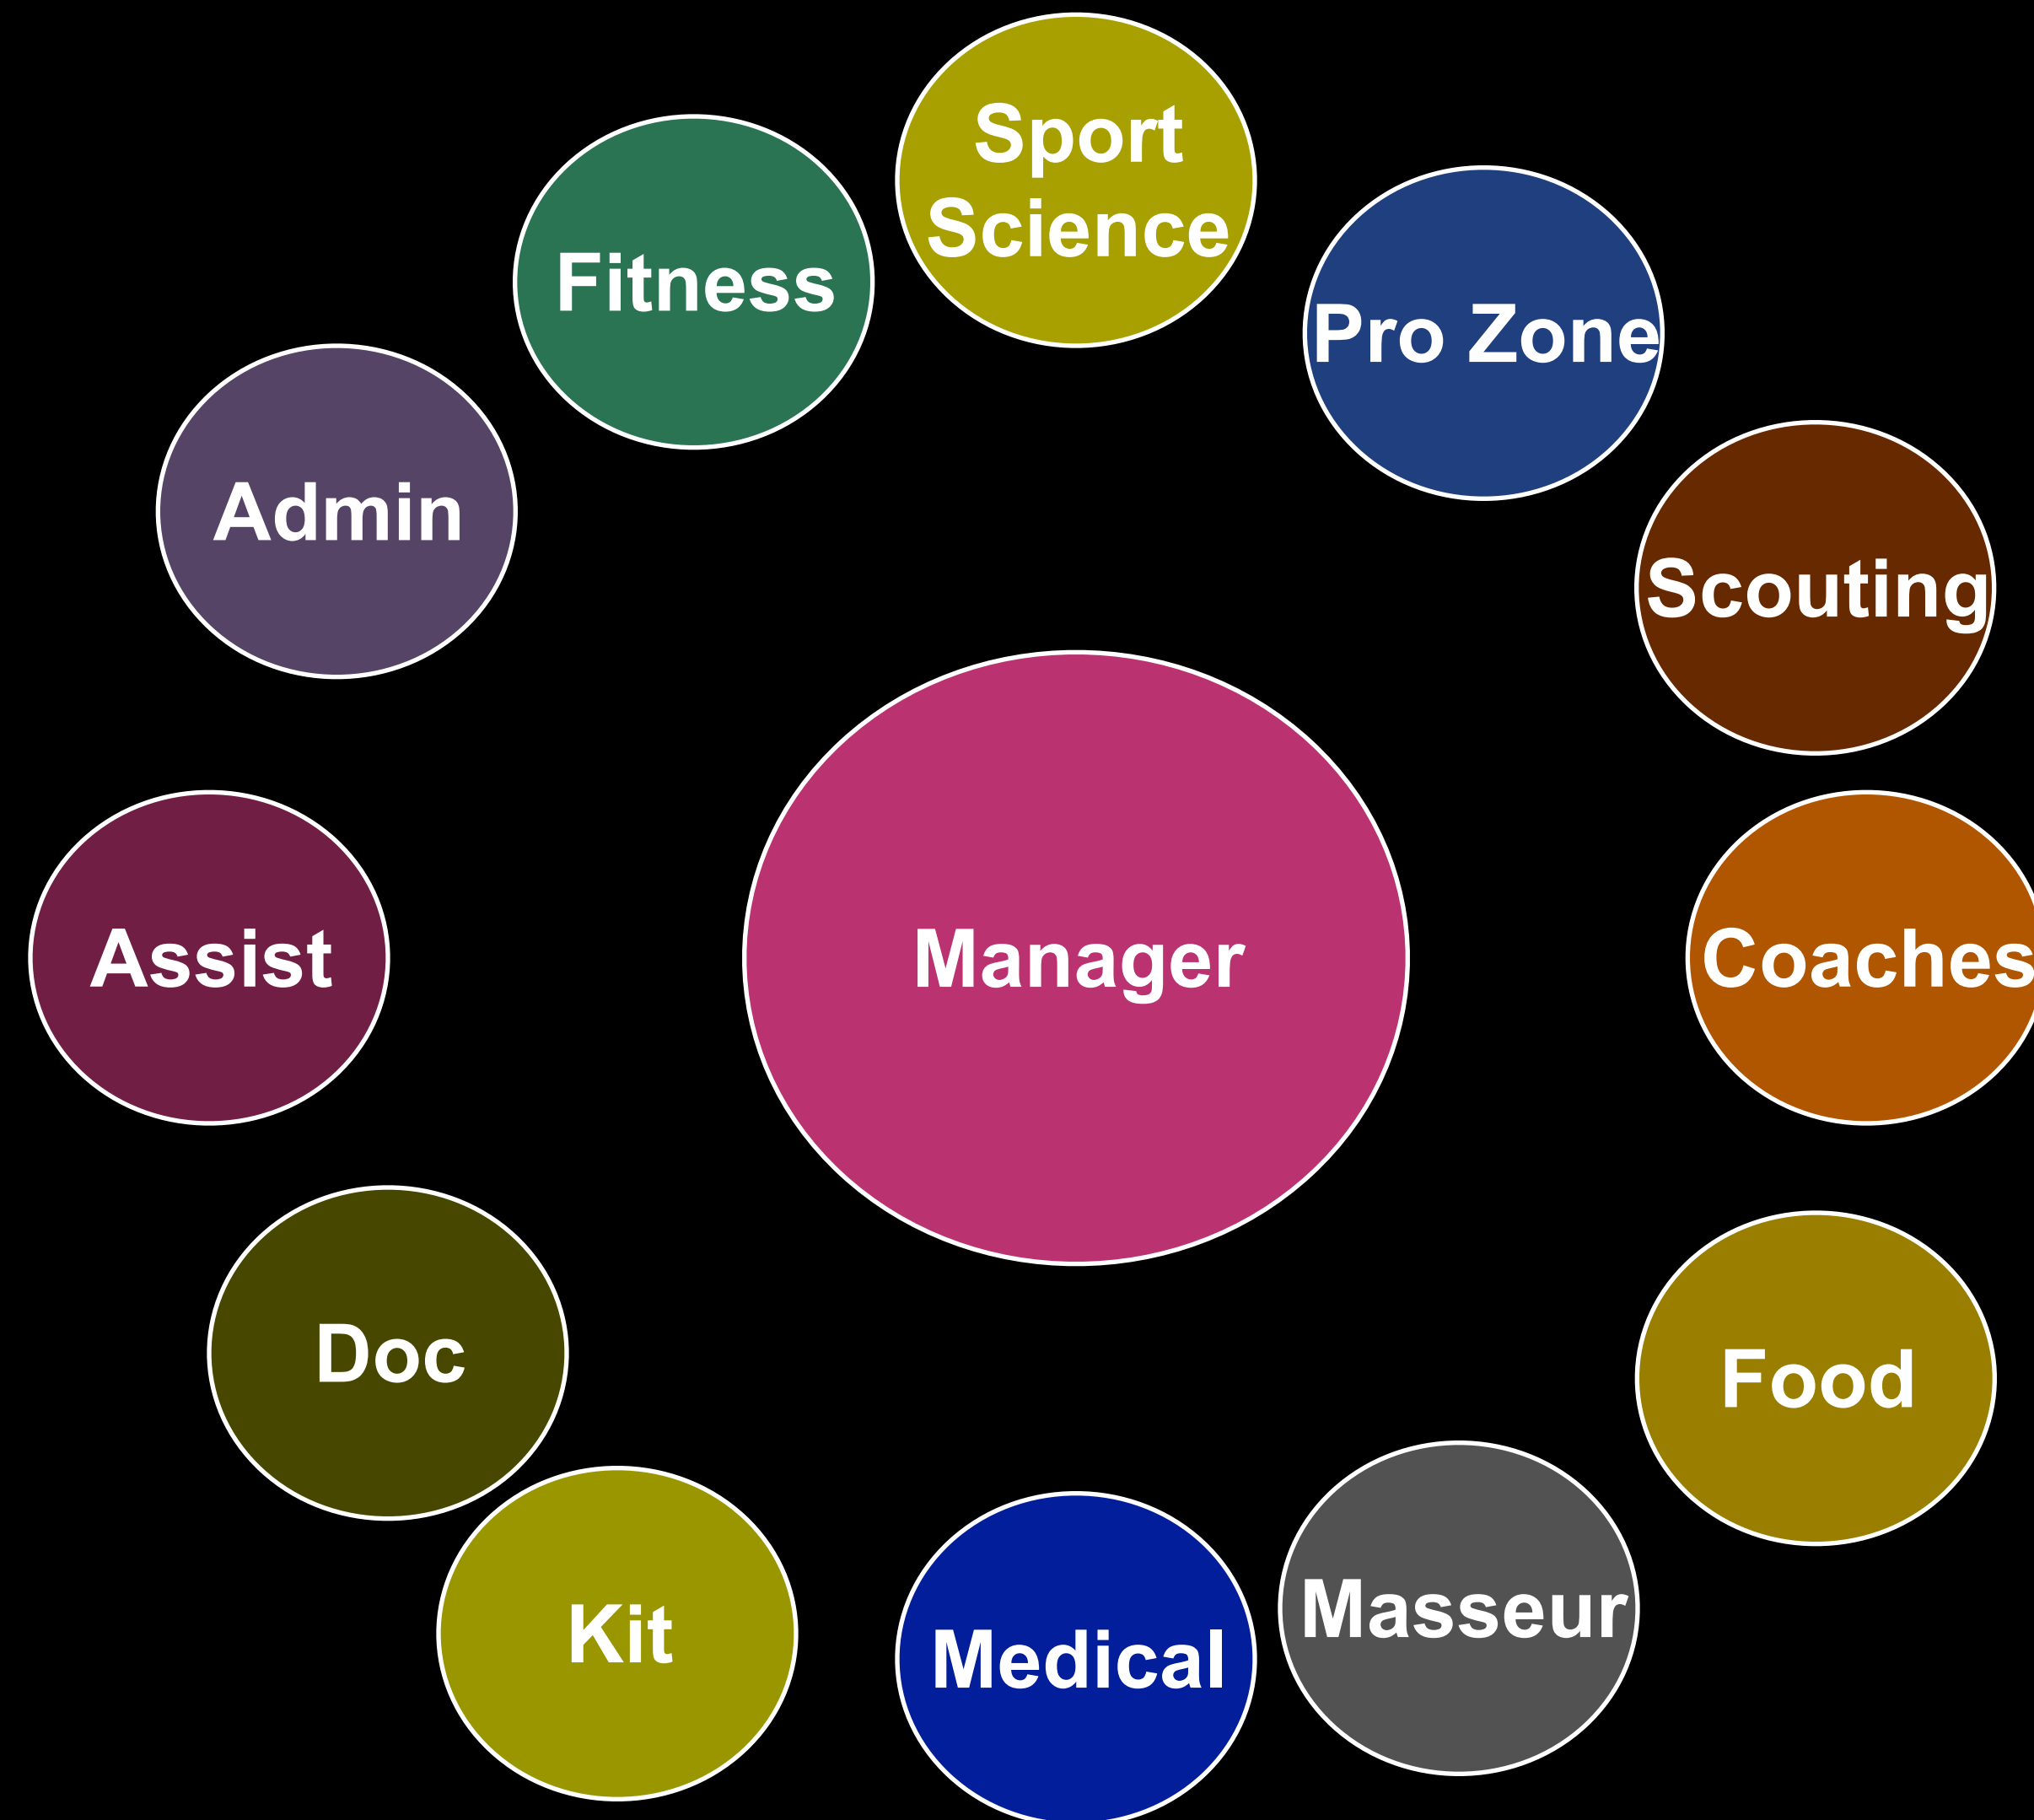 Sport
Science
Fitness
Pro Zone
Admin
Scouting
Manager
Assist
Coaches
Doc
Food
Kit
Medical
Masseur